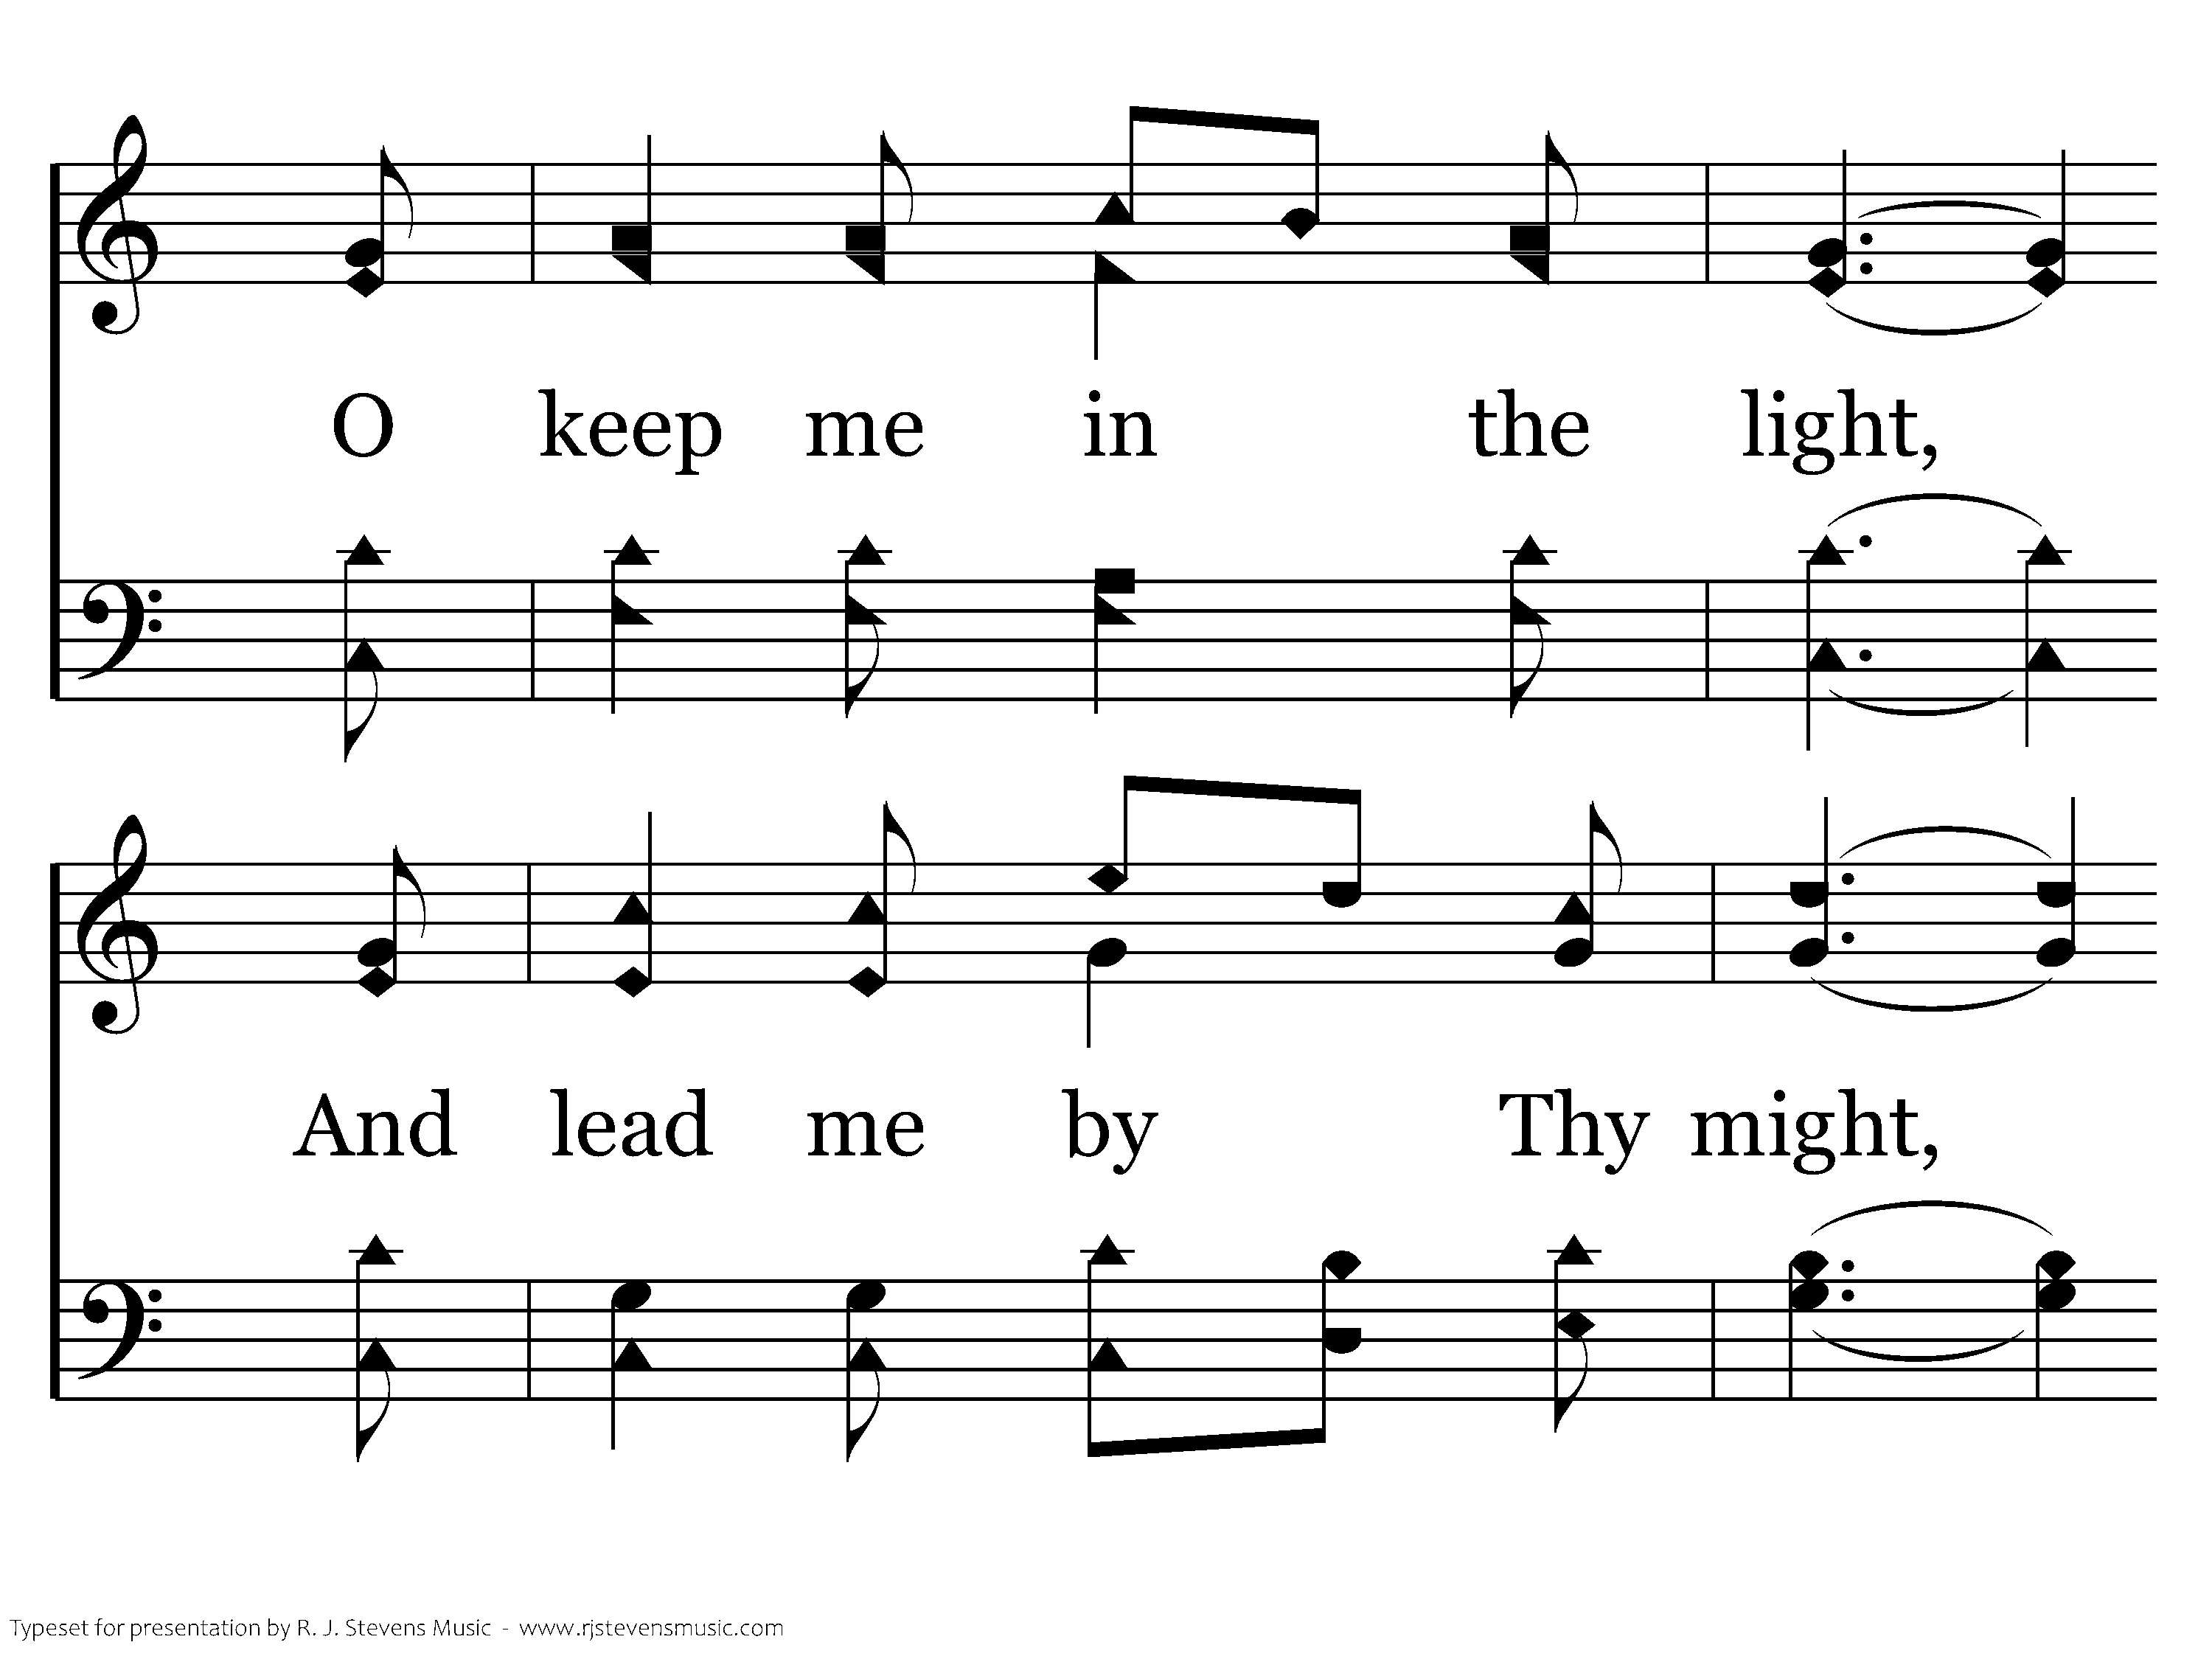 O keep me in the light,
And lead me by Thy might,
Typeset for presentation by R. J. Stevens Music - www.rjstevensmusic.com